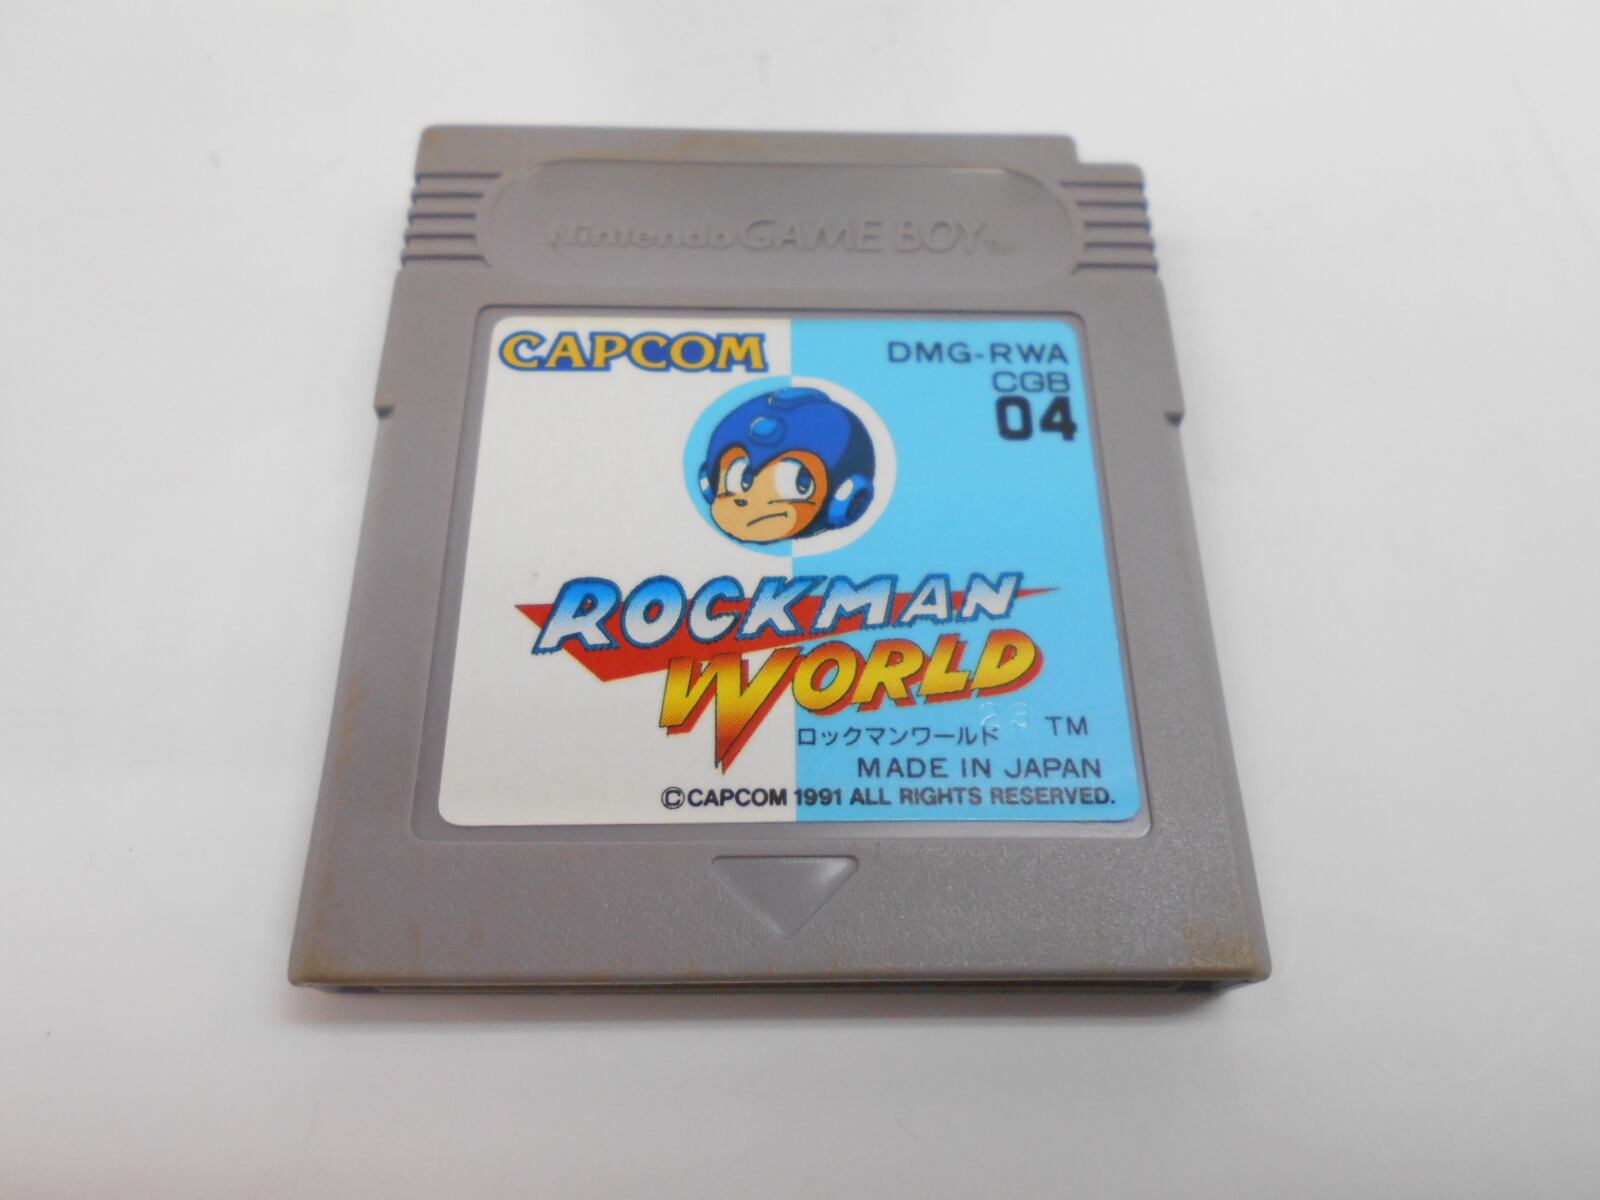 Nintendo GAME BOY TM
CAPCOM
DMG-RWA
CGB
04
ROCKMAN
WORLD
ロックマンワールド TM
MADE IN JAPAN
©CAPCOM 1991 ALL RIGHTS RESERVED.